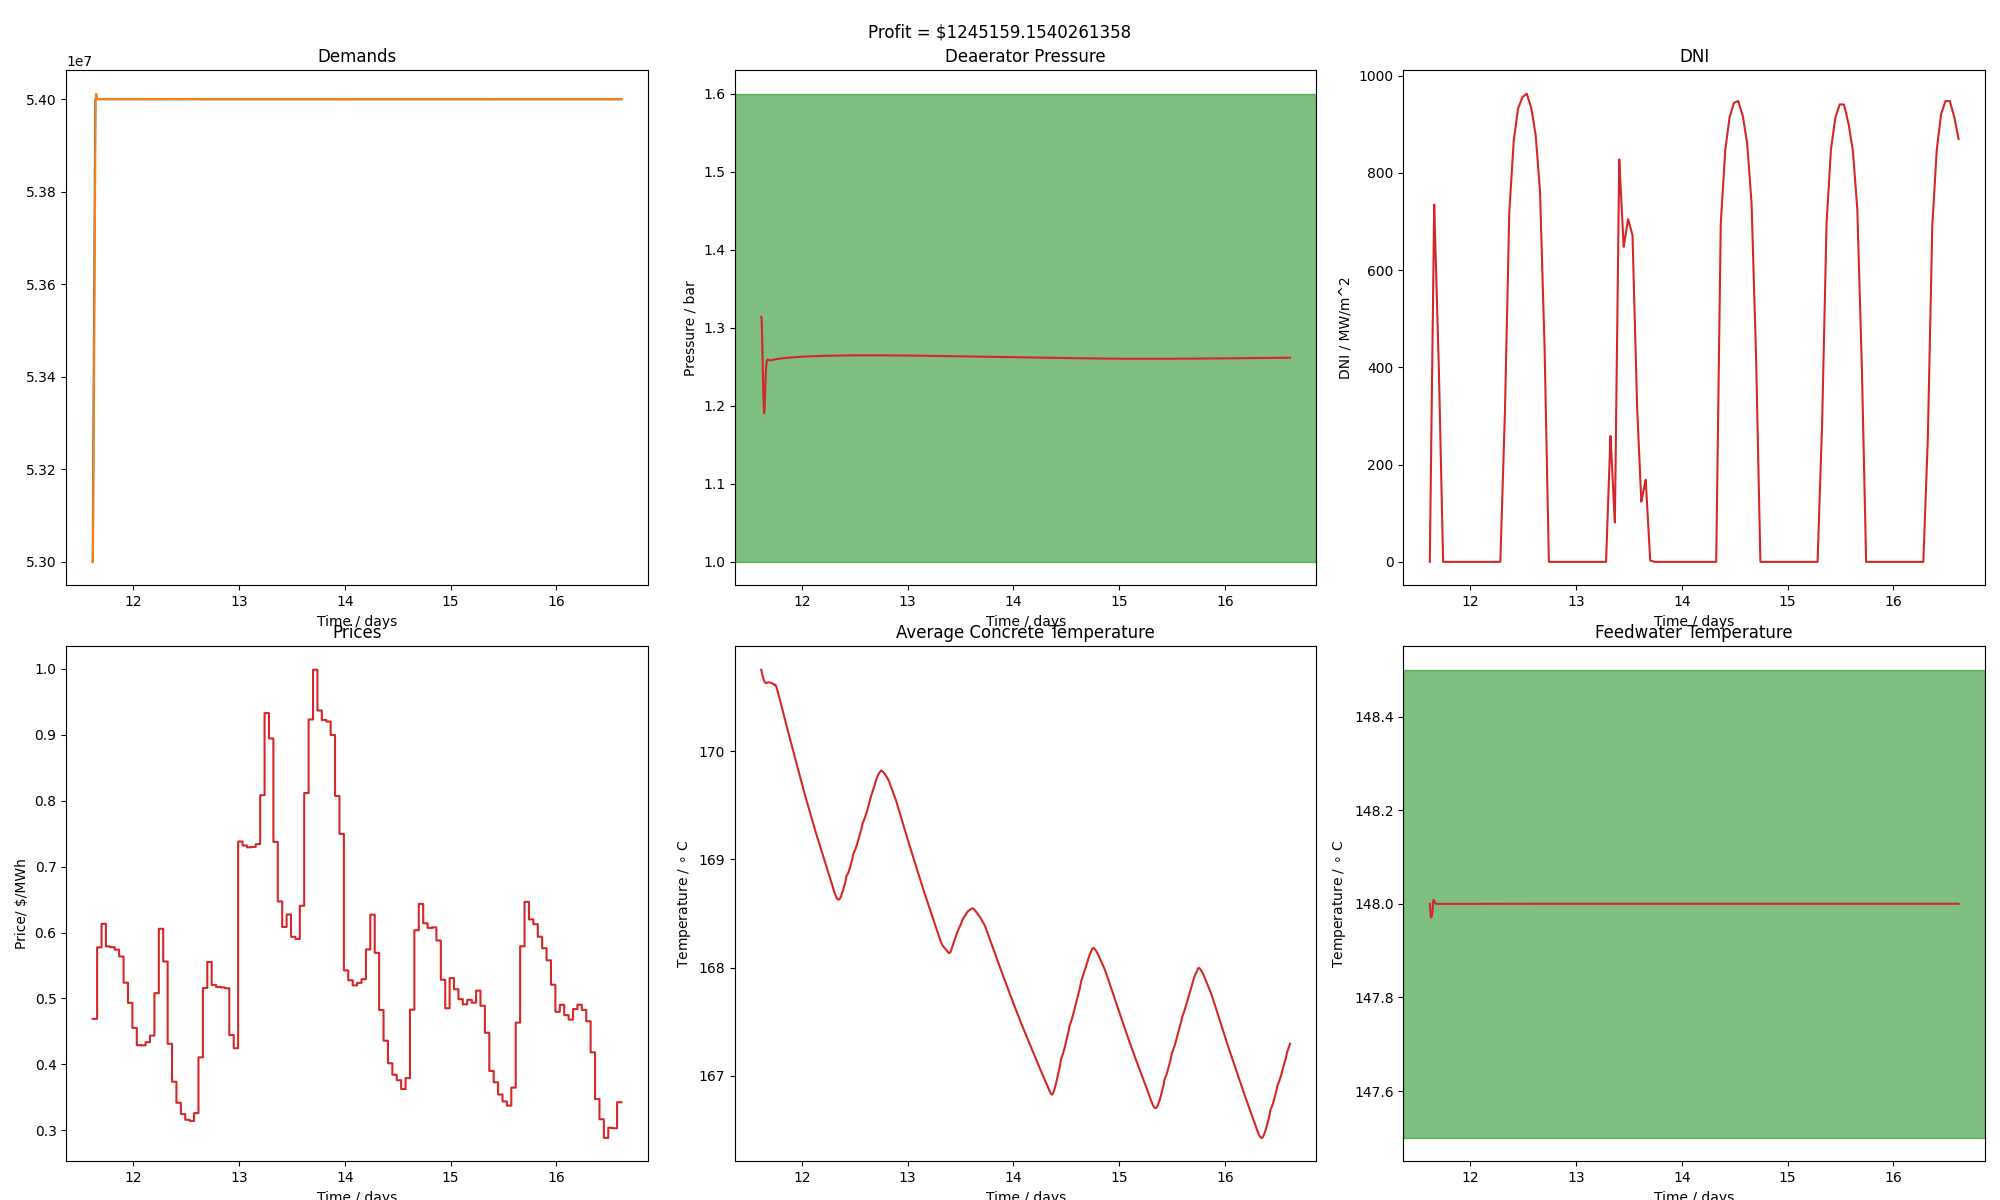 Profit = $1245159.1540261358
Demands
1e7
5.40
5.38
5.36
5.34
5.32
5.30
12 13 14 15 16
Time / days
Deaerator Pressure
Pressure / bar
1.6
1.5
1.4
1.3
1.2
1.1
1.0
12 13 14 15 16
Time / days
DNI
DNI / MW/m^2
1000
800
600
400
200
0
12 13 14 15 16
Time / days
Prices
Price/ $/MWh
1.0
0.9
0.8
0.7
0.6
0.5
0.4
0.3
12 13 14 15 16
Time / days
Average Concrete Temperature
Temperature / ∘ C
170
169
168
167
12 13 14 15 16
Time / days
Feedwater Temperature
Temperature / ∘ C
148.4
148.2
148.0
147.8
147.6
12 13 14 15 16
Time / days